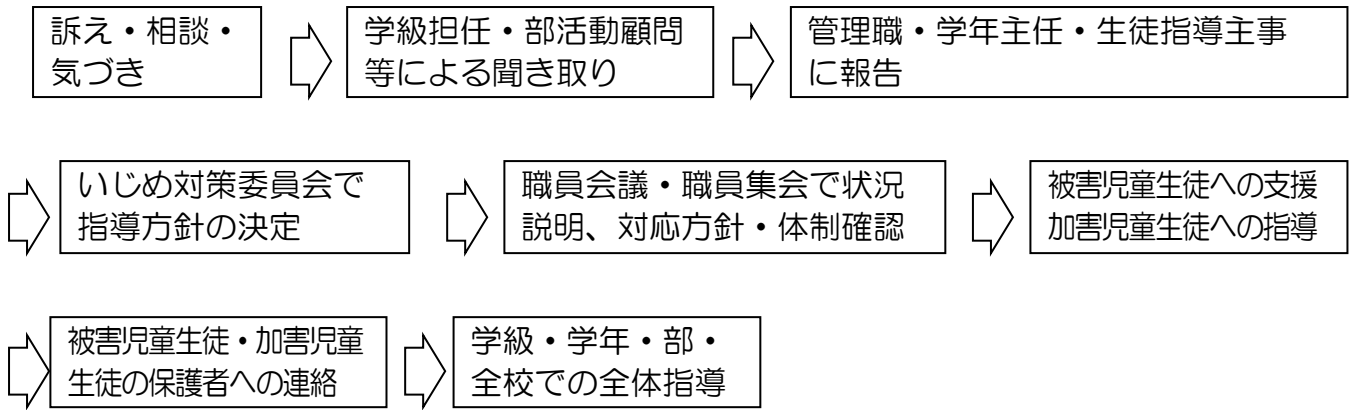 訴え・相談・
気づき
学級担任・部活動顧問
等による聞き取り
管理職・学年主任・生徒指導主事
に報告
いじめ対策委員会で
指導方針の決定
職員会議・職員集会で状況
説明、対応方針・体制確認
被害児童生徒への支援
加害児童生徒への指導
被害児童生徒・加害児童
生徒の保護者への連絡
学級・学年・部・
全校での全体指導